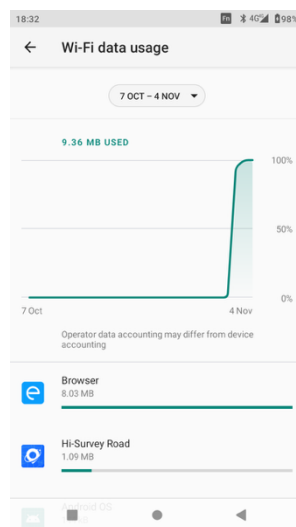 18:32
Fn 4G 98%
Wi-Fi data usage
7 OCT – 4 NOV
9.36 MB USED
100%
50%
0%
7 Oct
4 Nov
Operator data accounting may differ from device
accounting
Browser
8.03 MB
Hi-Survey Road
1.09 MB
Android OS